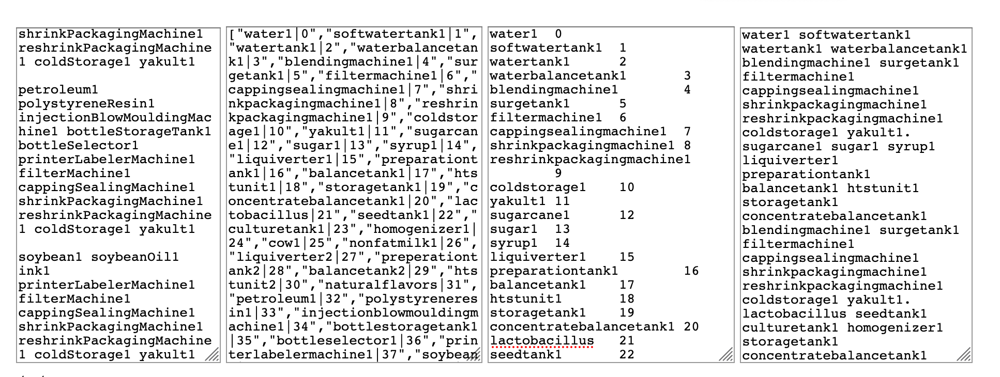 shrinkPackagingMachine1
reshrinkPackagingMachine
1 coldStorage1 yakult1
petroleum1
polystyreneResin1
injectionBlowMouldingMac
hine1 bottleStorageTank1
bottleSelector1
printerLabelerMachine1
filterMachine1
cappingSealingMachine1
shrinkPackagingMachine1
reshrinkPackagingMachine
1 coldStorage1 yakult1
soybean1 soybeanOil1
ink1
printerLabelerMachine1
filterMachine1
cappingSealingMachine1
shrinkPackagingMachine1
reshrinkPackagingMachine
1 coldStorage1 yakult1
["water1|0","softwatertank1|1",
"watertank1|2","waterbalancetan
k1|3","blendingmachine1|4","sur
getank1|5","filtermachine1|6","
cappingsealingmachine1|7","shri
nkpackagingmachine1|8","reshrin
kpackagingmachine1|9","coldstor
age1|10","yakult1|11","sugarcan
e1|12","sugar1|13","syrup1|14",
"liquiverter1|15","preparationt
ank1|16","balancetank1|17","hts
tunit1|18","storagetank1|19","c
oncentratebalancetank1|20","lac
tobacillus|21","seedtank1|22","
culturetank1|23","homogenizer1|
24","cow1|25","nonfatmilk1|26",
"liquiverter2|27","preperationt
ank2|28","balancetank2|29","hts
tunit2|30","naturalflavors|31",
"petroleum1|32","polystyreneres
in1|33","injectionblowmouldingm
achine1|34","bottlestoragetank1
|35","bottleselector1|36","prin
terlabelermachine1|37","soybean
water1 0
softwatertank1 1
watertank1 2
waterbalancetank1 3
blendingmachine1 4
surgetank1 5
filtermachine1 6
cappingsealingmachine1 7
shrinkpackagingmachine1 8
reshrinkpackagingmachine1
9
coldstorage1 10
yakult1 11
sugarcane1 12
sugar1 13
syrup1 14
liquiverter1 15
preparationtank1 16
balancetank1 17
htstunit1 18
storagetank1 19
concentratebalancetank1 20
lactobacillus 21
seedtank1 22
water1 softwatertank1
watertank1 waterbalancetank1
blendingmachine1 surgetank1
filtermachine1
cappingsealingmachine1
shrinkpackagingmachine1
reshrinkpackagingmachine1
coldstorage1 yakult1.
sugarcane1 sugar1 syrup1
liquiverter1
preparationtank1
balancetank1 htstunit1
storagetank1
concentratebalancetank1
blendingmachine1 surgetank1
filtermachine1
cappingsealingmachine1
shrinkpackagingmachine1
reshrinkpackagingmachine1
coldstorage1 yakult1.
lactobacillus seedtank1
culturetank1 homogenizer1
storagetank1
concentratebalancetank1